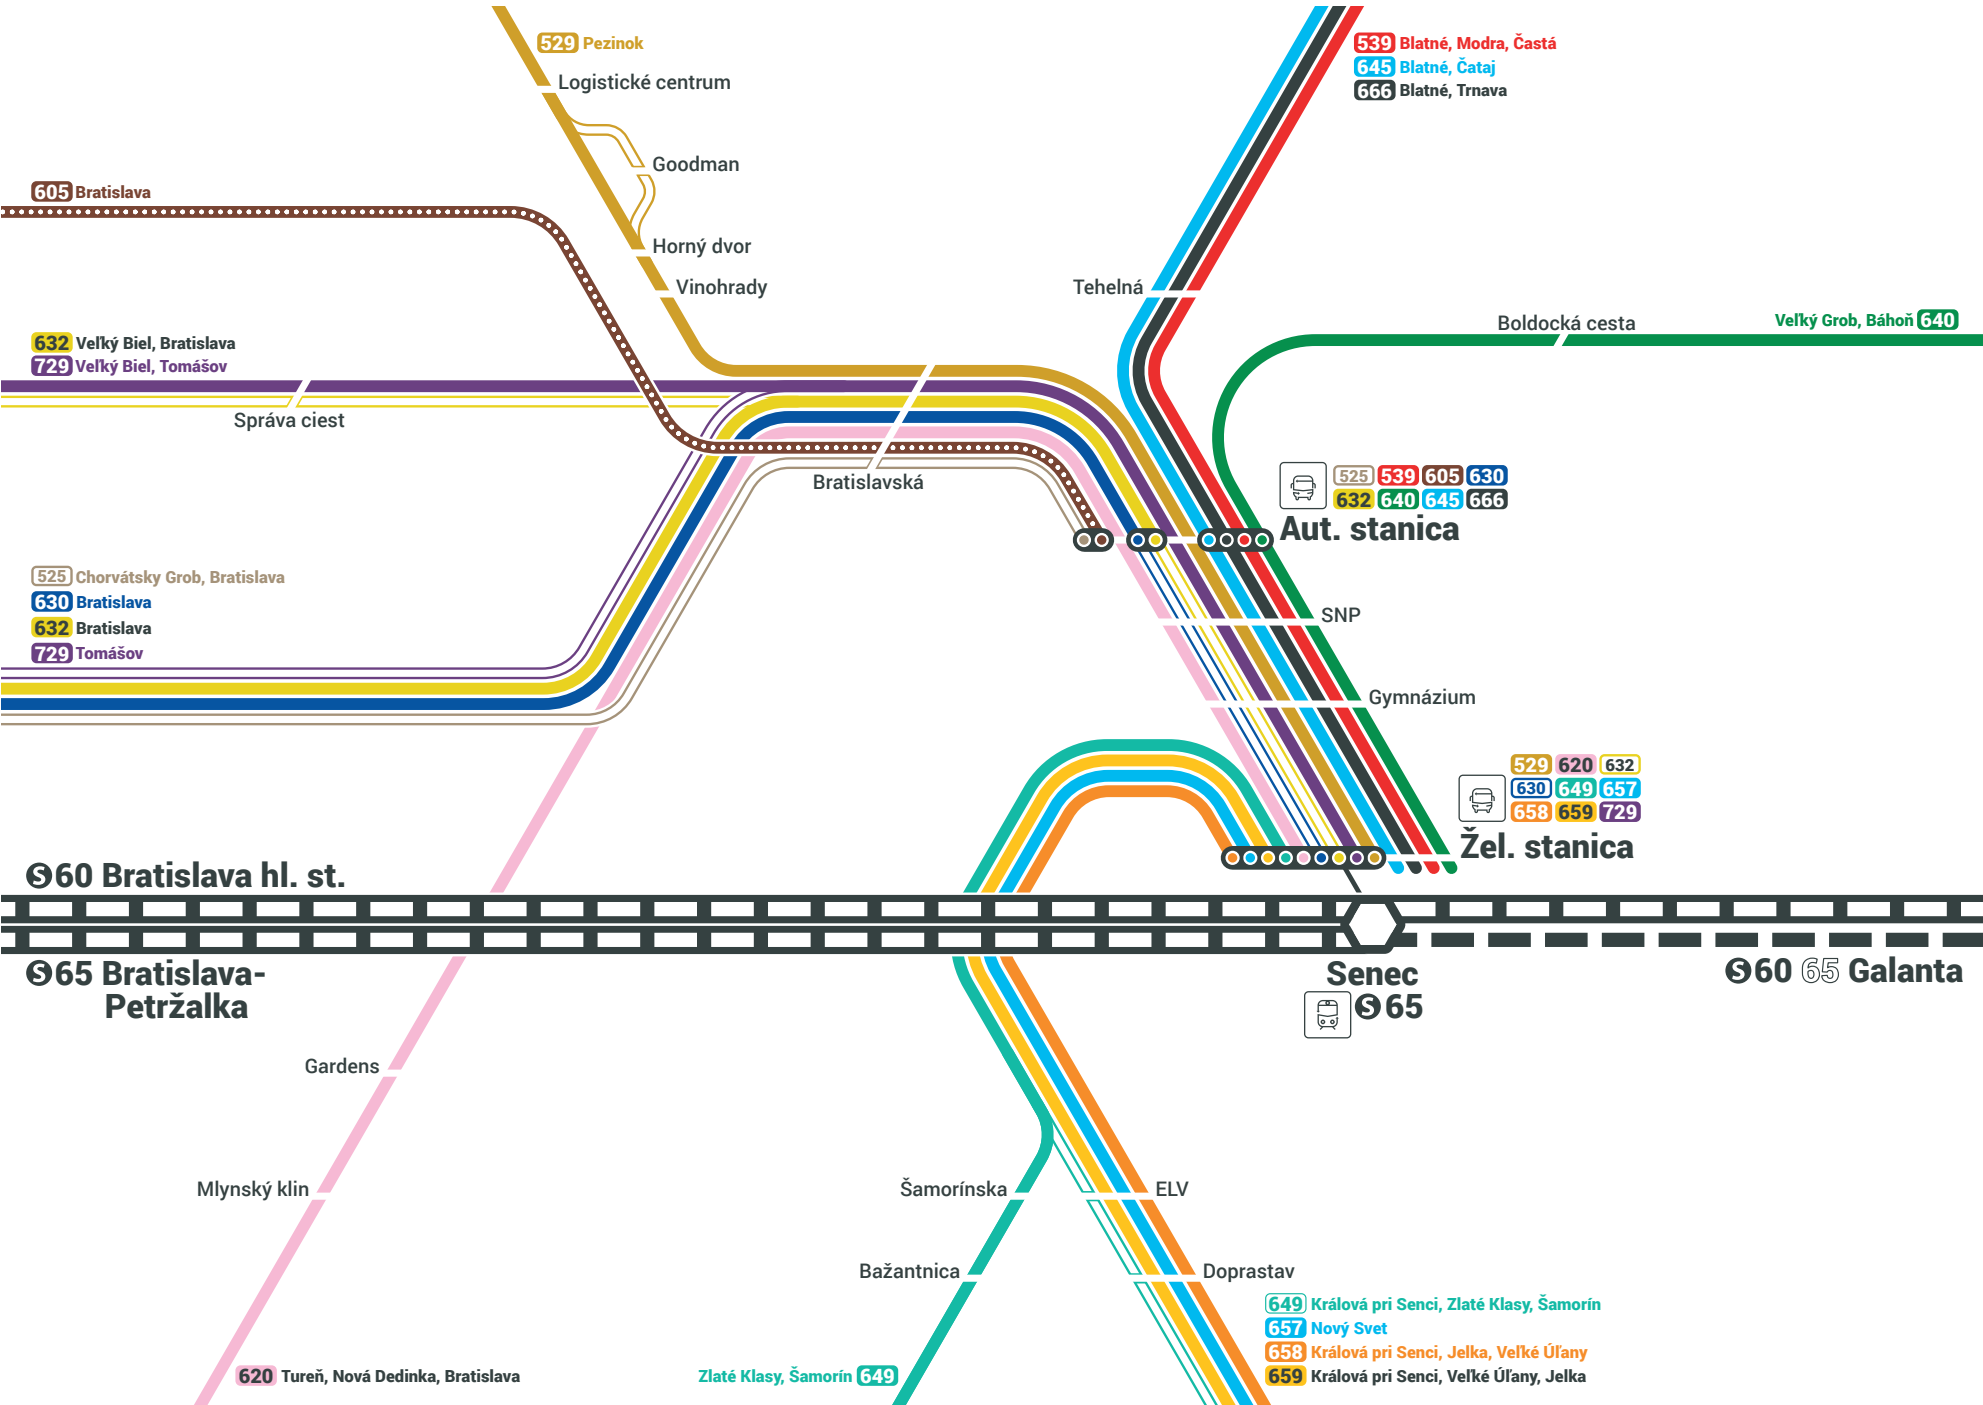 529 Pezinok
Logistické centrum
Goodman
Horný dvor
Vinohrady
539 Blatné, Modra, Častá
645 Blatné, Čataj
666 Blatné, Trnava
605 Bratislava
Tehelná
Boldocká cesta
Veľký Grob, Báhoň 640
632 Veľký Biel, Bratislava
729 Veľký Biel, Tomášov
Správa ciest
Bratislavská
525 539 605 630
632 640 645 666
Aut. stanica
525 Chorvátsky Grob, Bratislava
630 Bratislava
632 Bratislava
729 Tomášov
SNP
Gymnázium
529 620 632
630 649 657
658 659 729
Žel. stanica
S60 Bratislava hl. st.
S65 Bratislava-
Petržalka
Senec
S65
S60 65 Galanta
Gardens
Mlynský klin
Šamorínska
ELV
Bažantnica
Doprastav
649 Králová pri Senci, Zlaté Klasy, Šamorín
657 Nový Svet
658 Králová pri Senci, Jelka, Veľké Úľany
659 Králová pri Senci, Veľké Úľany, Jelka
620 Tureň, Nová Dedinka, Bratislava
Zlaté Klasy, Šamorín 649